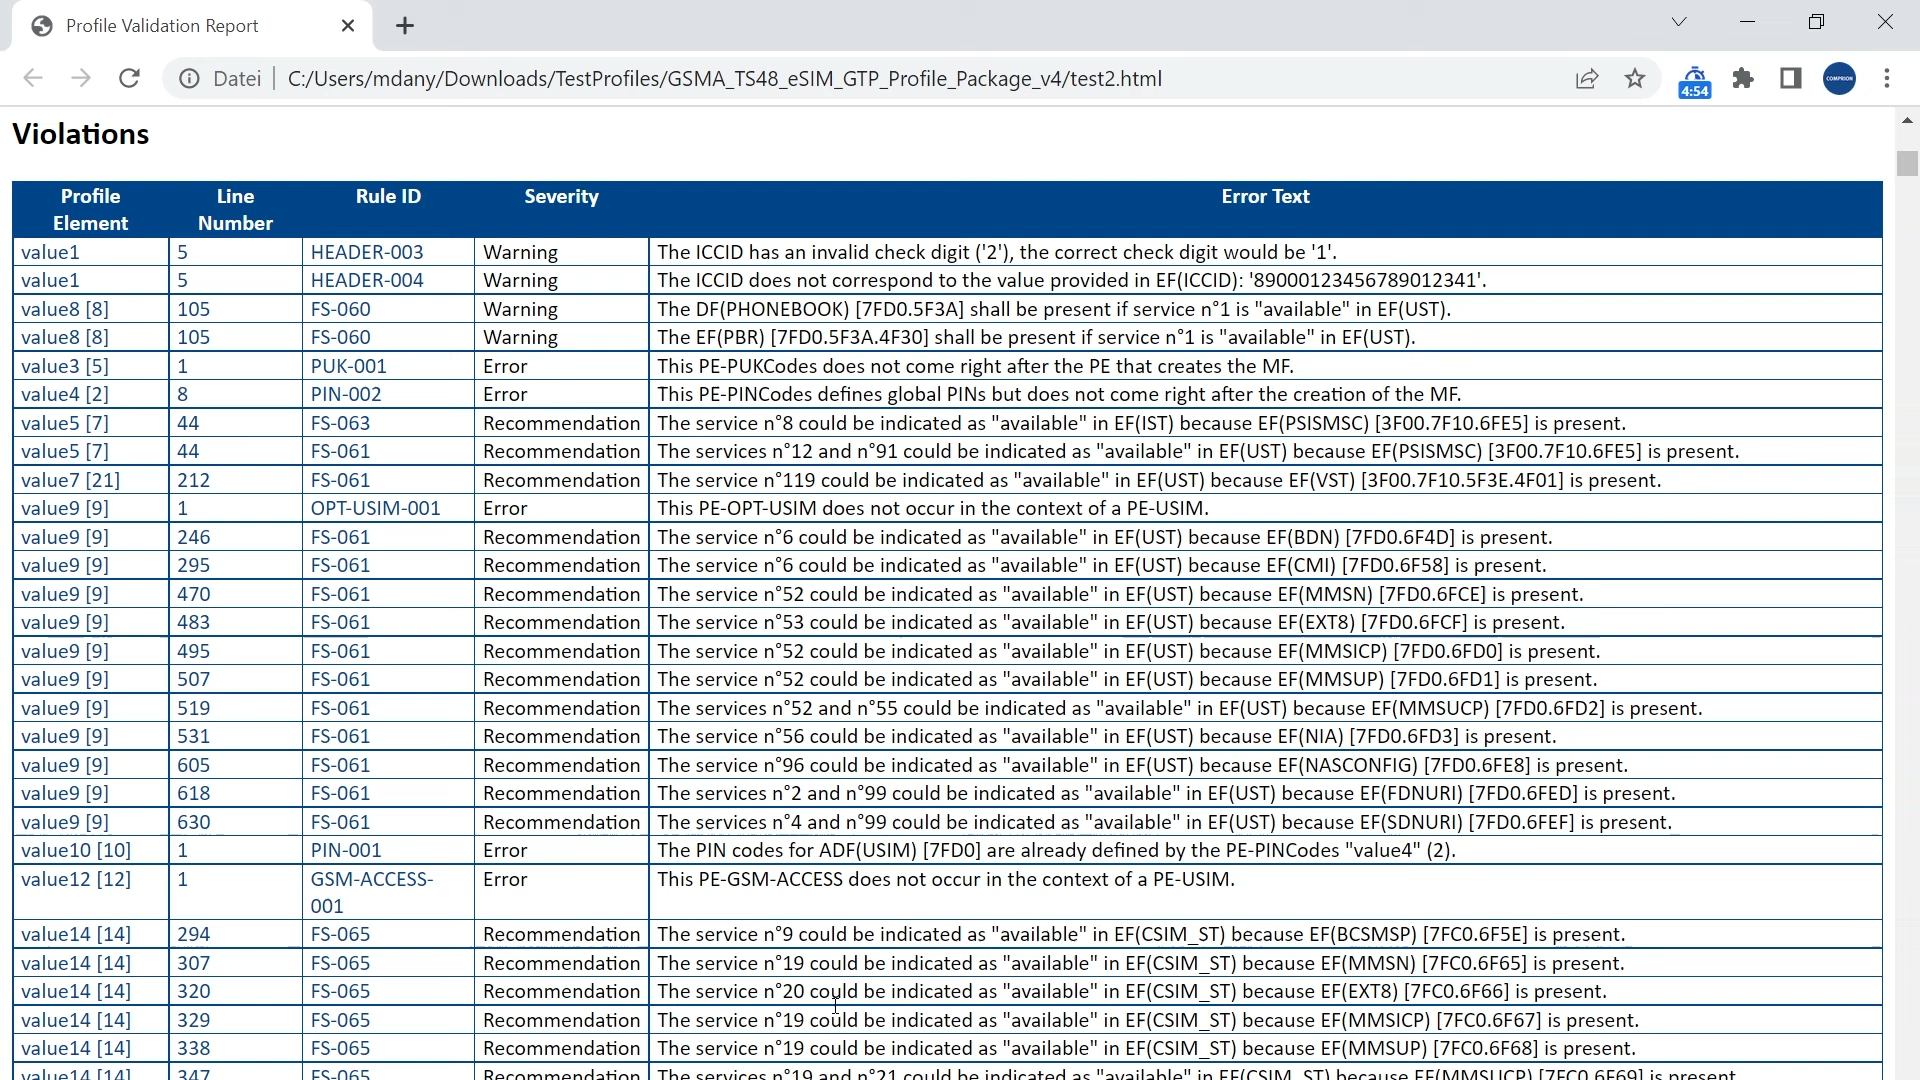 Profile Validation Report
Datei
C:/Users/mdany/Downloads/TestProfiles/GSMA_TS48_eSIM_GTP_Profile_Package_v4/test2.html
4:54
COMPRION
Violations
Profile Element Line Number Rule ID Severity Error Text
value1 5 HEADER-003 Warning The ICCID has an invalid check digit ('2'), the correct check digit would be '1'.
value1 5 HEADER-004 Warning The ICCID does not correspond to the value provided in EF(ICCID): '89000123456789012341'.
value8 [8] 105 FS-060 Warning The DF(PHONEBOOK) [7FD0.5F3A] shall be present if service n°1 is "available" in EF(UST).
value8 [8] 105 FS-060 Warning The EF(PBR) [7FD0.5F3A.4F30] shall be present if service n°1 is "available" in EF(UST).
value3 [5] 1 PUK-001 Error This PE-PUKCodes does not come right after the PE that creates the MF.
value4 [2] 8 PIN-002 Error This PE-PINCodes defines global PINs but does not come right after the creation of the MF.
value5 [7] 44 FS-063 Recommendation The service n°8 could be indicated as "available" in EF(IST) because EF(PSISMSC) [3F00.7F10.6FE5] is present.
value5 [7] 44 FS-061 Recommendation The services n°12 and n°91 could be indicated as "available" in EF(UST) because EF(PSISMSC) [3F00.7F10.6FE5] is present.
value7 [21] 212 FS-061 Recommendation The service n°119 could be indicated as "available" in EF(UST) because EF(VST) [3F00.7F10.5F3E.4F01] is present.
value9 [9] 1 OPT-USIM-001 Error This PE-OPT-USIM does not occur in the context of a PE-USIM.
value9 [9] 246 FS-061 Recommendation The service n°6 could be indicated as "available" in EF(UST) because EF(BDN) [7FD0.6F4D] is present.
value9 [9] 295 FS-061 Recommendation The service n°6 could be indicated as "available" in EF(UST) because EF(CMI) [7FD0.6F58] is present.
value9 [9] 470 FS-061 Recommendation The service n°52 could be indicated as "available" in EF(UST) because EF(MMSN) [7FD0.6FCE] is present.
value9 [9] 483 FS-061 Recommendation The service n°53 could be indicated as "available" in EF(UST) because EF(EXT8) [7FD0.6FCF] is present.
value9 [9] 495 FS-061 Recommendation The service n°52 could be indicated as "available" in EF(UST) because EF(MMSICP) [7FD0.6FD0] is present.
value9 [9] 507 FS-061 Recommendation The service n°52 could be indicated as "available" in EF(UST) because EF(MMSUP) [7FD0.6FD1] is present.
value9 [9] 519 FS-061 Recommendation The services n°52 and n°55 could be indicated as "available" in EF(UST) because EF(MMSUCP) [7FD0.6FD2] is present.
value9 [9] 531 FS-061 Recommendation The service n°56 could be indicated as "available" in EF(UST) because EF(NIA) [7FD0.6FD3] is present.
value9 [9] 605 FS-061 Recommendation The service n°96 could be indicated as "available" in EF(UST) because EF(NASCONFIG) [7FD0.6FE8] is present.
value9 [9] 618 FS-061 Recommendation The services n°2 and n°99 could be indicated as "available" in EF(UST) because EF(FDNURI) [7FD0.6FED] is present.
value9 [9] 630 FS-061 Recommendation The services n°4 and n°99 could be indicated as "available" in EF(UST) because EF(SDNURI) [7FD0.6FEF] is present.
value10 [10] 1 PIN-001 Error The PIN codes for ADF(USIM) [7FD0] are already defined by the PE-PINCodes "value4" (2).
value12 [12] 1 GSM-ACCESS-001 Error This PE-GSM-ACCESS does not occur in the context of a PE-USIM.
value14 [14] 294 FS-065 Recommendation The service n°9 could be indicated as "available" in EF(CSIM_ST) because EF(BCSMSP) [7FC0.6F5E] is present.
value14 [14] 307 FS-065 Recommendation The service n°19 could be indicated as "available" in EF(CSIM_ST) because EF(MMSN) [7FC0.6F65] is present.
value14 [14] 320 FS-065 Recommendation The service n°20 could be indicated as "available" in EF(CSIM_ST) because EF(EXT8) [7FC0.6F66] is present.
value14 [14] 329 FS-065 Recommendation The service n°19 could be indicated as "available" in EF(CSIM_ST) because EF(MMSICP) [7FC0.6F67] is present.
value14 [14] 338 FS-065 Recommendation The service n°19 could be indicated as "available" in EF(CSIM_ST) because EF(MMSUP) [7FC0.6F68] is present.
value14 [14] 347 FS-065 Recommendation The services n°19 and n°21 could be indicated as "available" in EF(CSIM_ST) because EF(MMSUCP) [7FC0.6F69] is present.